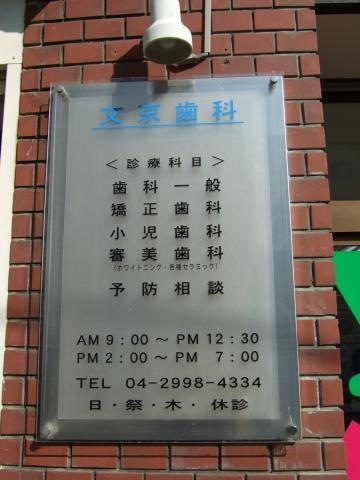 文京歯科
<診療科目>
歯科一般
矯正歯科
小児歯科
審美歯科
(ホワイトニング・各種セラミック)
予防相談
AM 9：00 ～ PM 12：30
PM 2：00 ～ PM 7：00
TEL 04-2998-4334
日・祭・木・休診